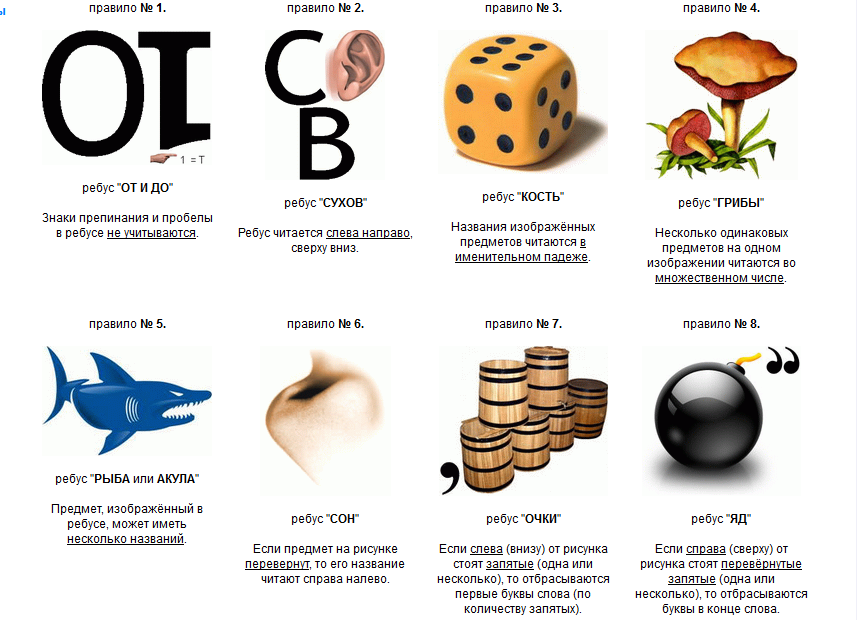 ы
правило № 1.
ОТ
1 = Т
ребус "ОТ И ДО"
Знаки препинания и пробелы
в ребусе не учитываются.
правило № 2.
С
В
ребус "СУХОВ"
Ребус читается слева направо,
сверху вниз.
правило № 3.
ребус "КОСТЬ"
Названия изображённых
предметов читаются в
именительном падеже.
правило № 4.
ребус "ГРИБЫ"
Несколько одинаковых
предметов на одном
изображении читаются во
множественном числе.
правило № 5.
ребус "РЫБА или АКУЛА"
Предмет, изображённый в
ребусе, может иметь
несколько названий.
правило № 6.
ребус "СОН"
Если предмет на рисунке
перевернут, то его название
читают справа налево.
правило № 7.
,
ребус "ОЧКИ"
Если слева (внизу) от рисунка
стоят запятые (одна или
несколько), то отбрасываются
первые буквы слова (по
количеству запятых).
правило № 8.
,,
ребус "ЯД"
Если справа (сверху) от
рисунка стоят перевёрнутые
запятые (одна или
несколько), то отбрасываются
буквы в конце слова.